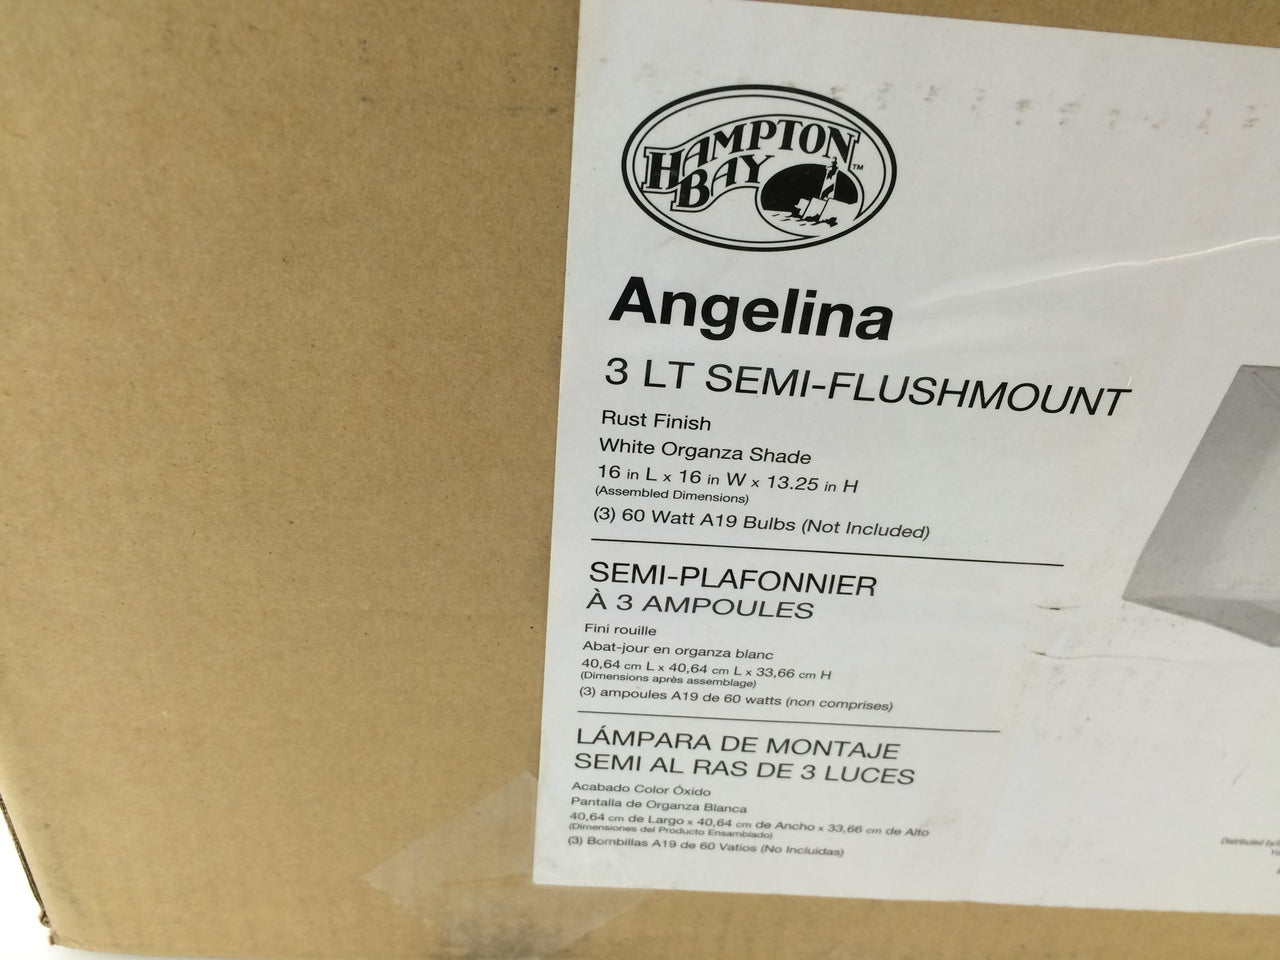 HAMPTON
BAY
TM
Angelina
3 LT SEMI-FLUSHMOUNT
Rust Finish
White Organza Shade
16 in L x 16 in W x 13.25 in H
(Assembled Dimensions)
(3) 60 Watt A19 Bulbs (Not Included)
SEMI-PLAFONNIER
À 3 AMPOULES
Fini rouille
Abat-jour en organza blanc
40,64 cm L x 40,64 cm L x 33,66 cm H
(Dimensions après assemblage)
(3) ampoules A19 de 60 watts (non comprises)
LÁMPARA DE MONTAJE
SEMI AL RAS DE 3 LUCES
Acabado Color Óxido
Pantalla de Organza Blanca
40,64 cm de Largo x 40,64 cm de Ancho x 33,66 cm de Alto
(Dimensiones del Producto Ensamblado)
(3) Bombillas A19 de 60 Vatios (No Incluidas)
Distributed by